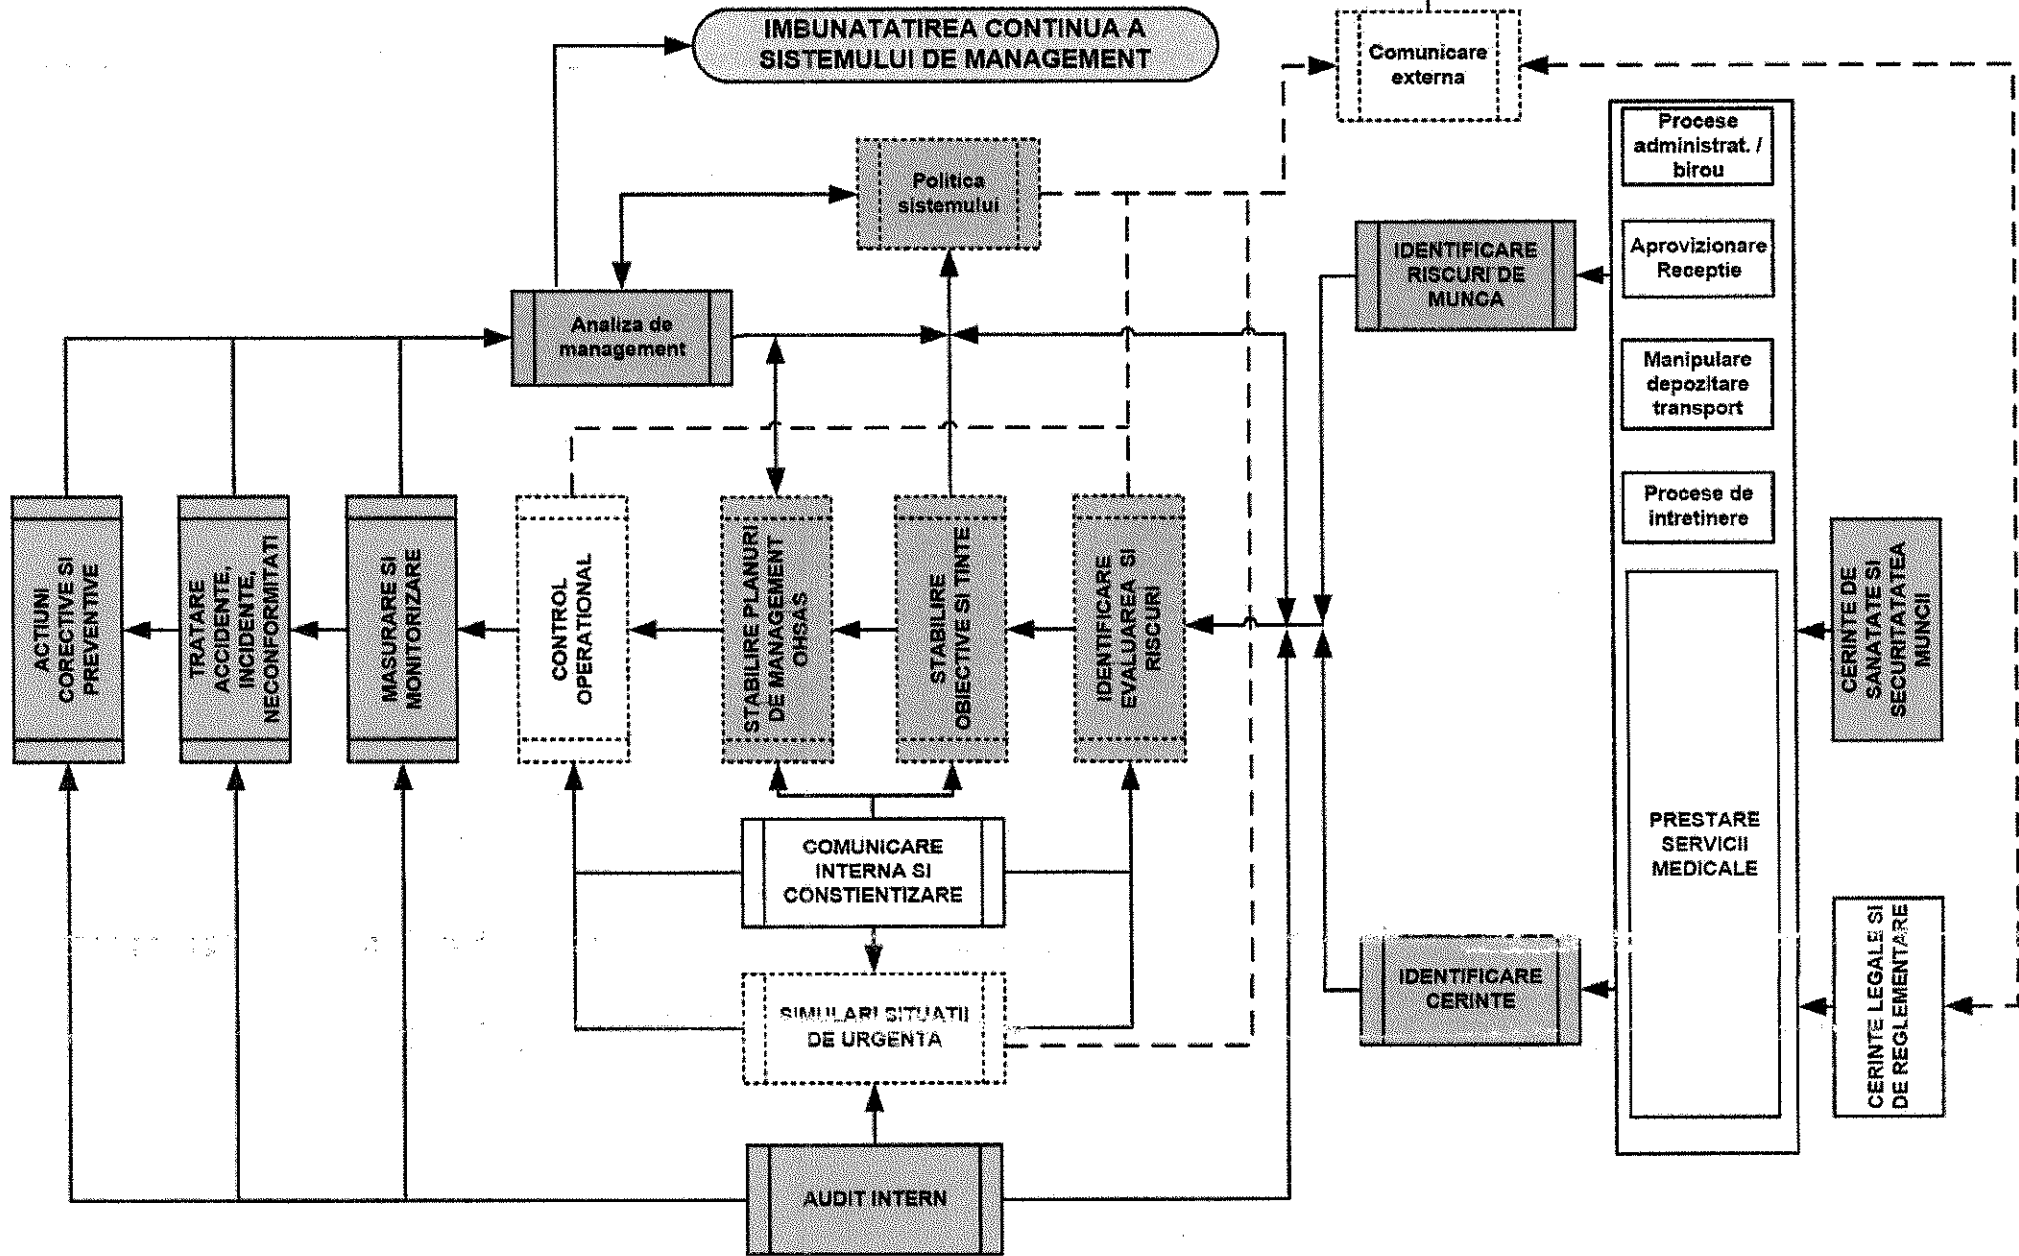 IMBUNATATIREA CONTINUA A
SISTEMULUI DE MANAGEMENT
Comunicare
externa
Procese
administrat. /
birou
Politica
sistemului
Aprovizionare
Receptie
IDENTIFICARE
RISCURI DE
MUNCA
Analiza de
management
Manipulare
depozitare
transport
Procese de
intretinere
ACTIUNI
CORECTIVE SI
PREVENTIVE
TRATARE
ACCIDENTE,
INCIDENTE,
NECONFORMITATI
MASURARE SI
MONITORIZARE
CONTROL
OPERATIONAL
STABILIRE PLANURI
DE MANAGEMENT
OHSAS
STABILIRE
OBIECTIVE SI TINTE
IDENTIFICARE
EVALUAREA SI
RISCURI
CERINTE DE
SANATATE SI
SECURITATATEA
MUNCII
PRESTARE
SERVICII
MEDICALE
COMUNICARE
INTERNA SI
CONSTIENTIZARE
IDENTIFICARE
CERINTE
CERINTE LEGALE SI
DE REGLEMENTARE
SIMULARI SITUATII
DE URGENTA
AUDIT INTERN